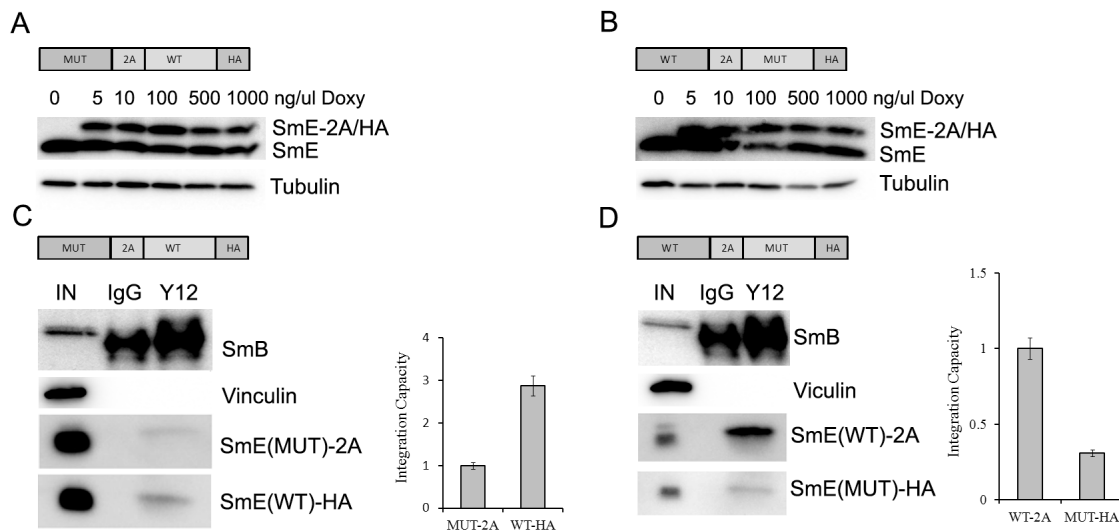 A
MUT 2A WT HA
0 5 10 100 500 1000 ng/ul Doxy
SmE-2A/HA
SmE
Tubulin
B
WT 2A MUT HA
0 5 10 100 500 1000 ng/ul Doxy
SmE-2A/HA
SmE
Tubulin
C
MUT 2A WT HA
IN IgG Y12
SmB
Vinculin
SmE(MUT)-2A
SmE(WT)-HA
Integration Capacity
4
3
2
1
0
MUT-2A WT-HA
D
WT 2A MUT HA
IN IgG Y12
SmB
Viculin
SmE(WT)-2A
SmE(MUT)-HA
Integration Capacity
1.5
1
0.5
0
WT-2A MUT-HA